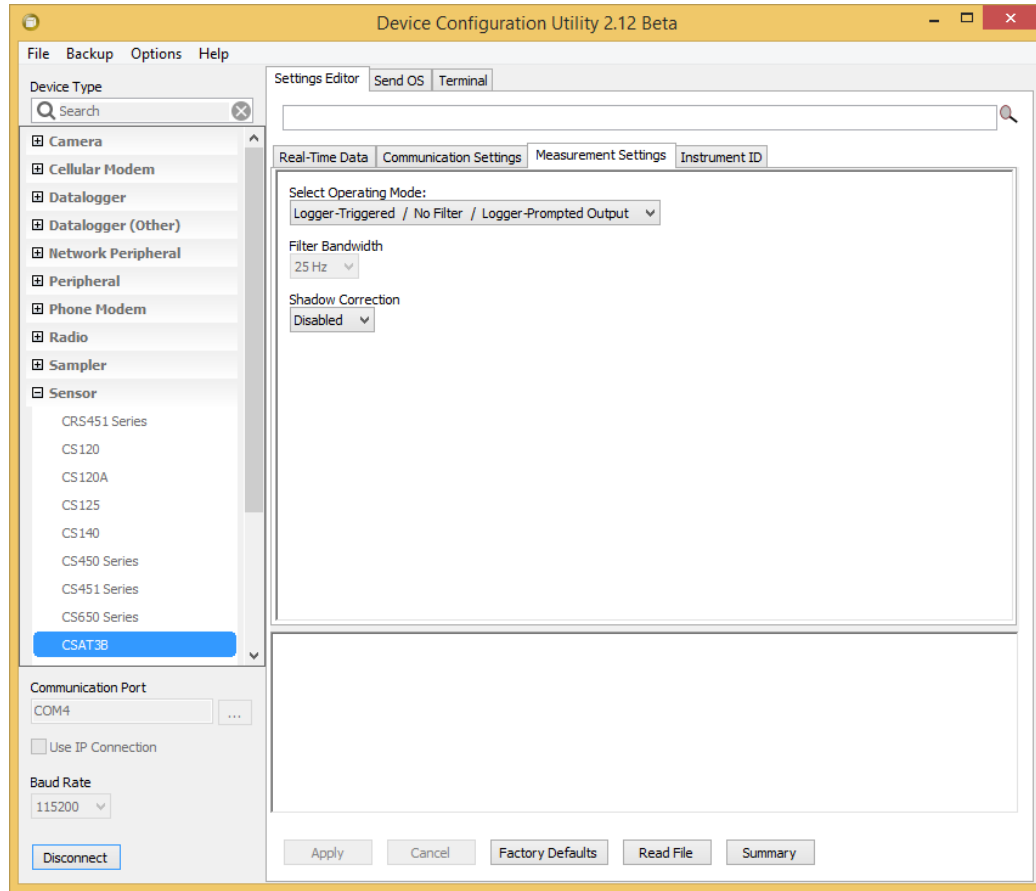 Device Configuration Utility 2.12 Beta
File Backup Options Help
Device Type
Search
Camera
Cellular Modem
Datalogger
Datalogger (Other)
Network Peripheral
Peripheral
Phone Modem
Radio
Sampler
Sensor
CRS451 Series
CS120
CS120A
CS125
CS140
CS450 Series
CS451 Series
CS650 Series
CSAT3B
Communication Port
COM4
...
Use IP Connection
Baud Rate
115200
Disconnect
Settings Editor Send OS Terminal
Real-Time Data Communication Settings Measurement Settings Instrument ID
Select Operating Mode:
Logger-Triggered / No Filter / Logger-Prompted Output
Filter Bandwidth
25 Hz
Shadow Correction
Disabled
Apply Cancel Factory Defaults Read File Summary